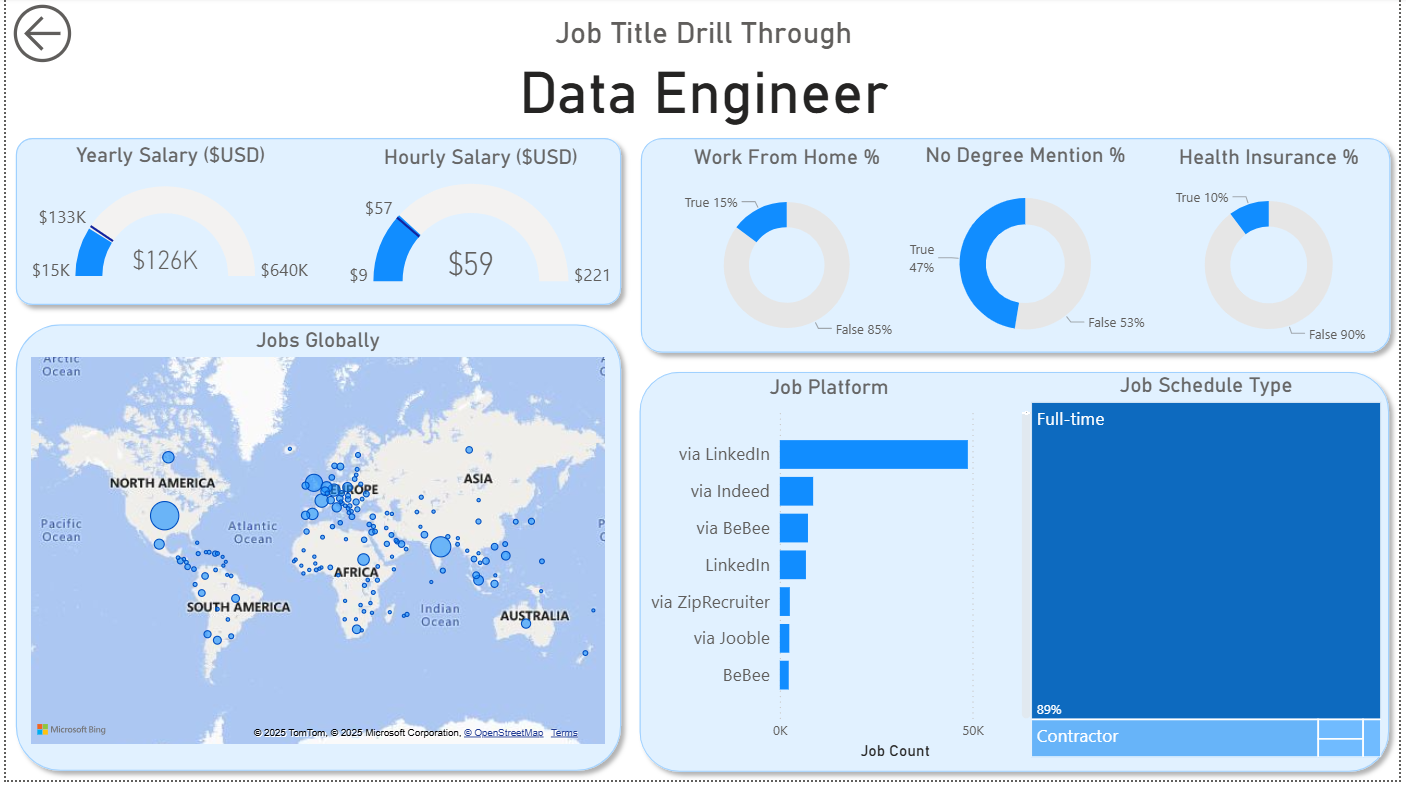 Job Title Drill Through
Data Engineer
Yearly Salary ($USD)
$133K
$15K
$126K
$640K
Hourly Salary ($USD)
$57
$9
$59
$221
Work From Home %
True 15%
False 85%
No Degree Mention %
True
47%
False 53%
Health Insurance %
True 10%
False 90%
Jobs Globally
Arctic
Ocean
NORTH AMERICA
EUROPE
ASIA
Pacific
Ocean
Atlantic
Ocean
P
AFRICA
SOUTH AMERICA
Indian
Ocean
AUSTRALIA
Microsoft Bing
© 2025 TomTom, © 2025 Microsoft Corporation, © OpenStreetMap Terms
Job Platform
via LinkedIn
via Indeed
via BeBee
LinkedIn
via ZipRecruiter
via Jooble
BeBee
0K
50K
Job Count
Job Schedule Type
Full-time
89%
Contractor